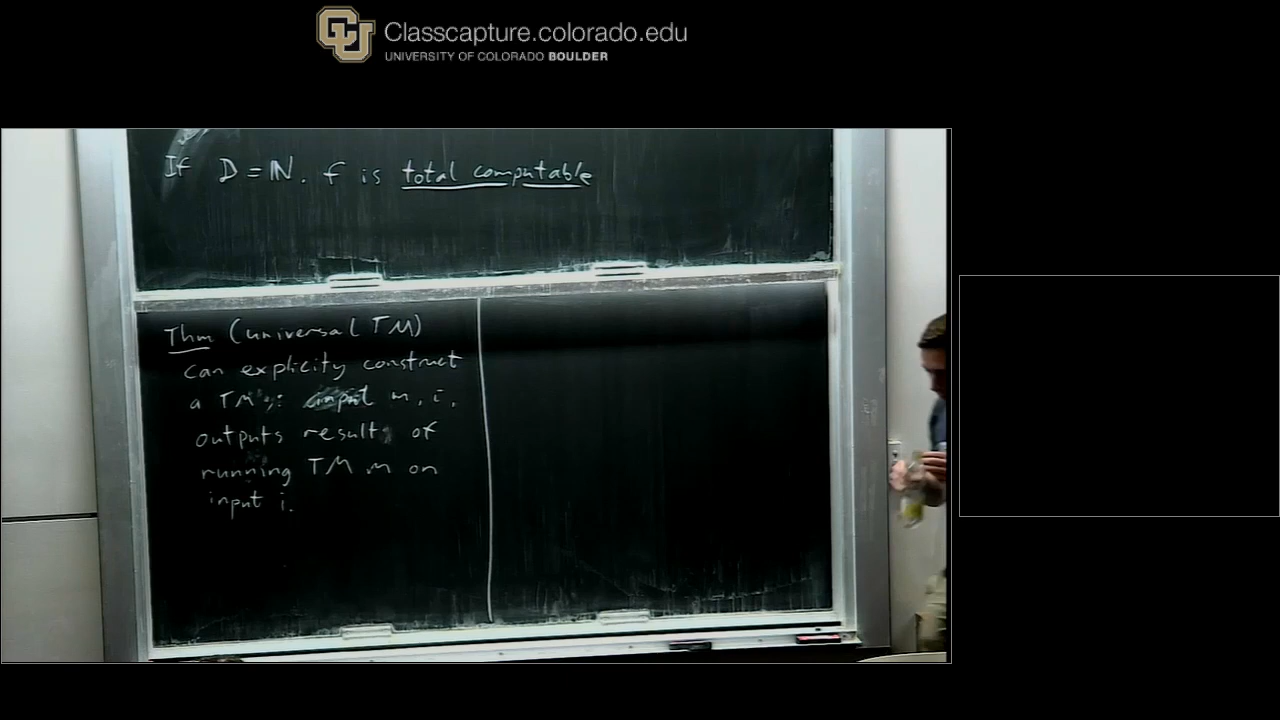 Classcapture.colorado.edu
UNIVERSITY OF COLORADO BOULDER
If D = ℕ. f is total computable
Thm (universal TM)
can explicity construct
a TM: input m, i,
outputs result of
running TM m on
input i.